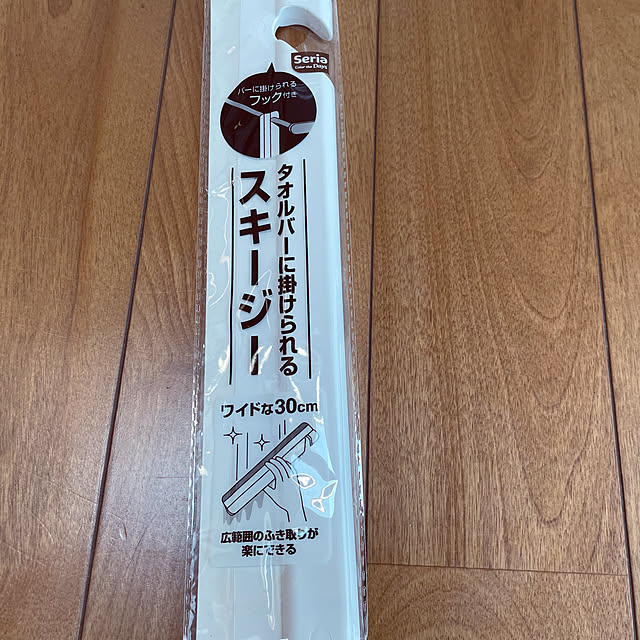 Seria
Color the Days
バーに掛けられる
フック付き
タオルバーに掛けられる
スキージー
ワイドな30cm
広範囲のふき取りが
楽にできる